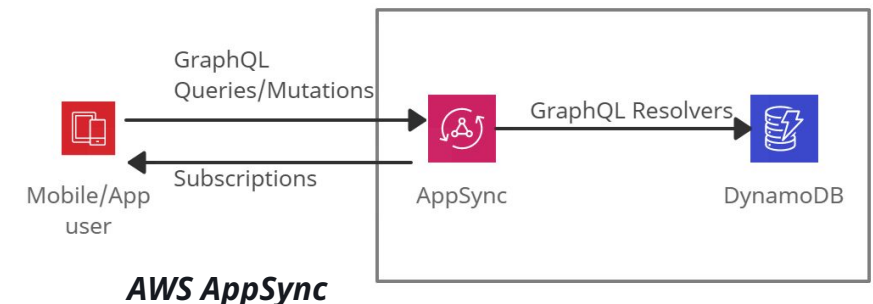 GraphQL
Queries/Mutations
GraphQL Resolvers
Subscriptions
Mobile/App
user
AppSync
DynamoDB
AWS AppSync